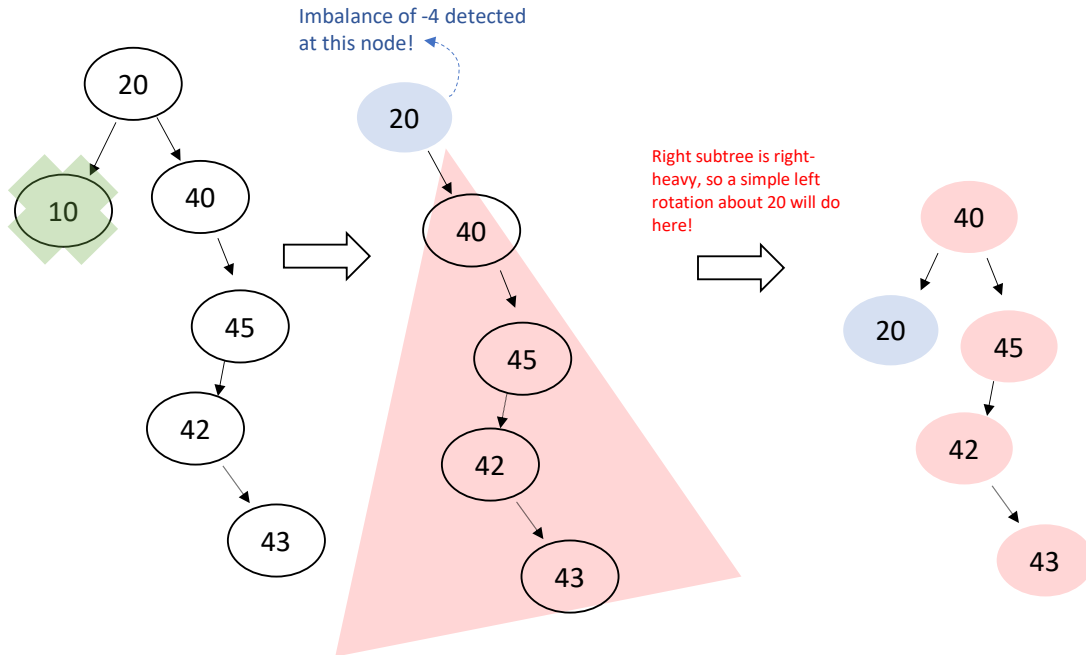 Imbalance of -4 detected
at this node!
20
10
40
45
42
43
20
40
45
42
43
Right subtree is right-
heavy, so a simple left
rotation about 20 will do
here!
40
20
45
42
43